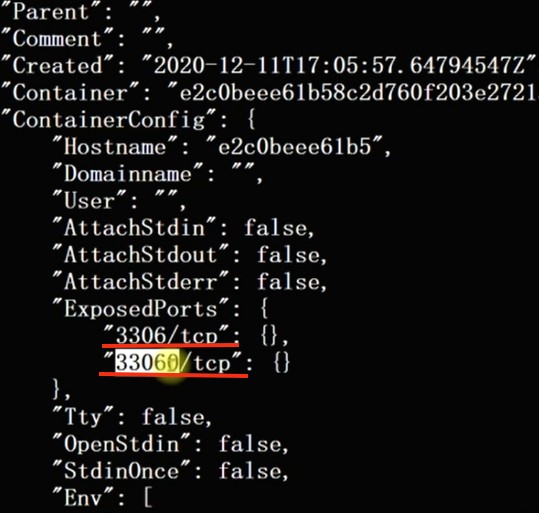 "Parent": "",
"Comment": "",
"Created": "2020-12-11T17:05:57.64794547Z"
"Container": "e2c0beee61b58c2d760f203e2721
"ContainerConfig": {
"Hostname": "e2c0beee61b5",
"Domainname": "",
"User": "",
"AttachStdin": false,
"AttachStdout": false,
"AttachStderr": false,
"ExposedPorts": {
"3306/tcp": {},
"33060/tcp": {}
},
"Tty": false,
"OpenStdin": false,
"StdinOnce": false,
"Env": [